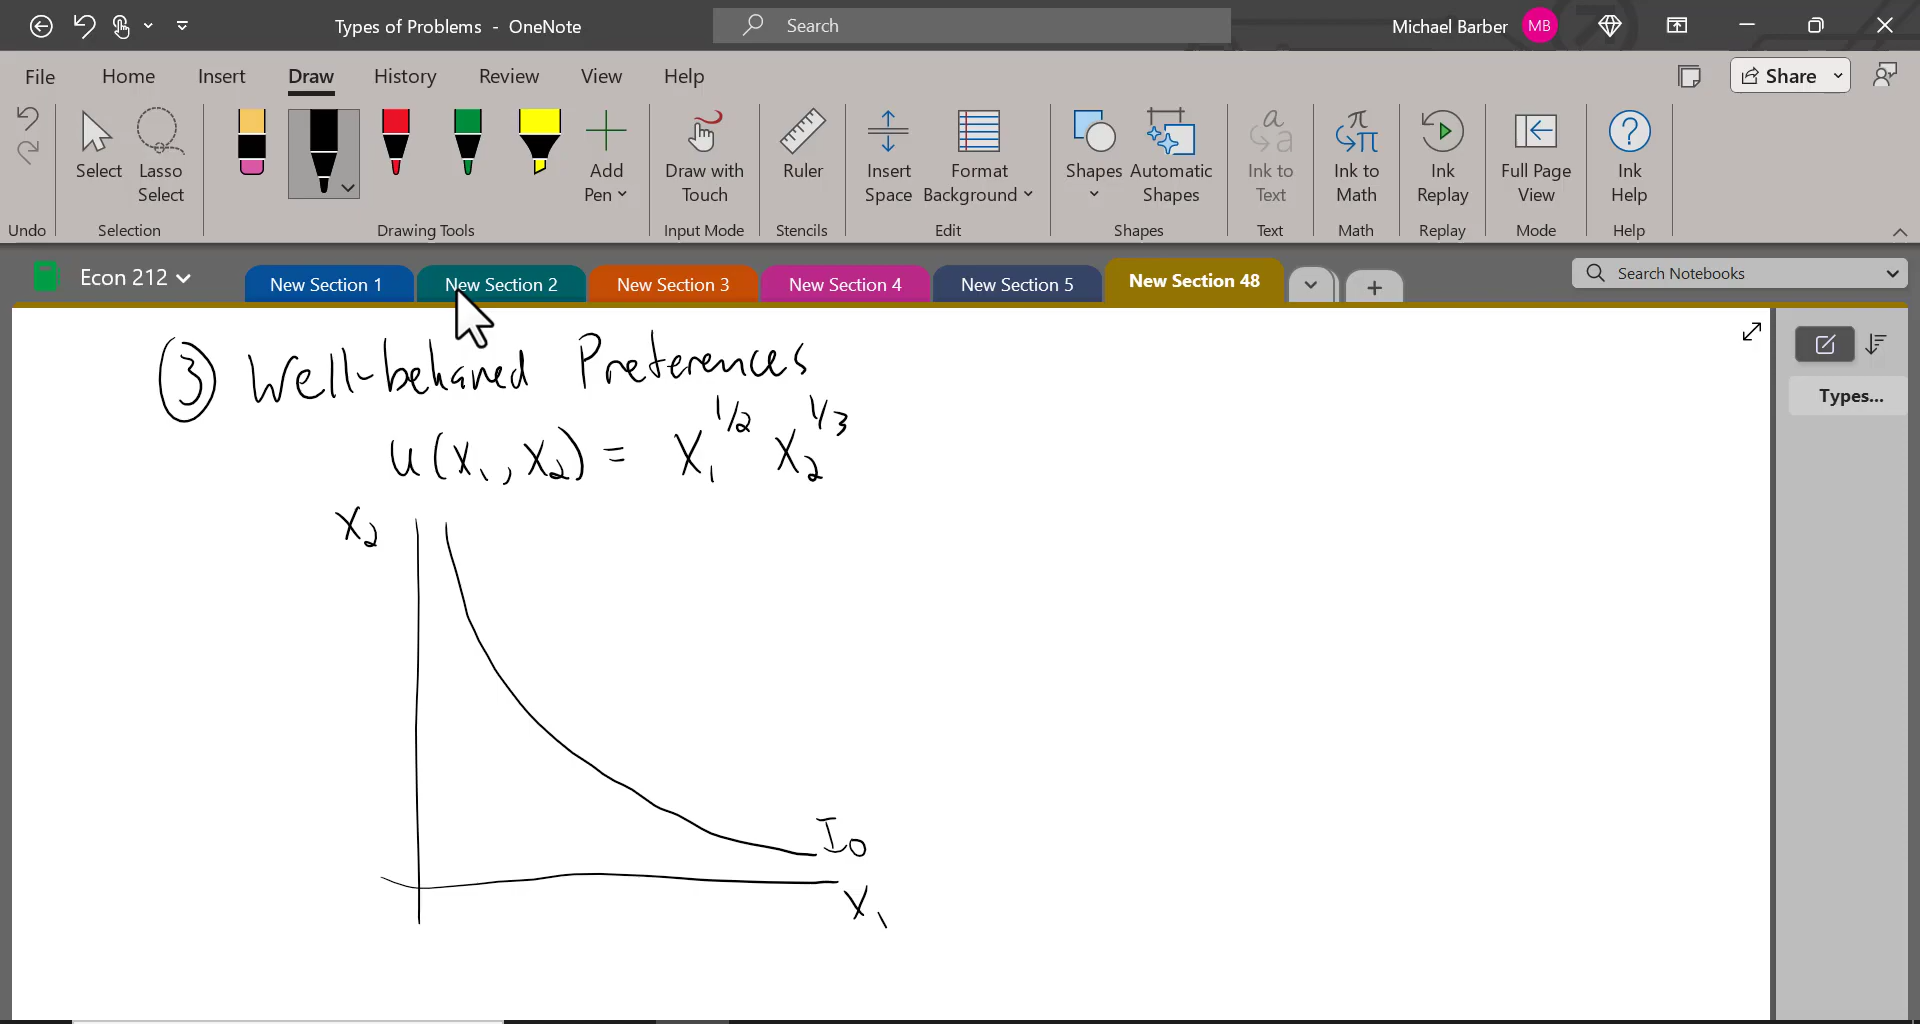 Types of Problems - OneNote
Search
Michael Barber MB
File Home Insert Draw History Review View Help
Share
Select
Lasso Select
Add Pen
Draw with Touch
Ruler
Insert Space
Format Background
Shapes
Automatic Shapes
Ink to Text
Ink to Math
Ink Replay
Full Page View
Ink Help
Undo Selection Drawing Tools Input Mode Stencils Edit Shapes Text Math Replay Mode Help
Econ 212
New Section 1 New Section 2 New Section 3 New Section 4 New Section 5 New Section 48
Search Notebooks
Types...
③ Well-behaved Preferences
u(x₁, x₂) = x₁^1/2 x₂^1/3
x₂
I₀
x₁